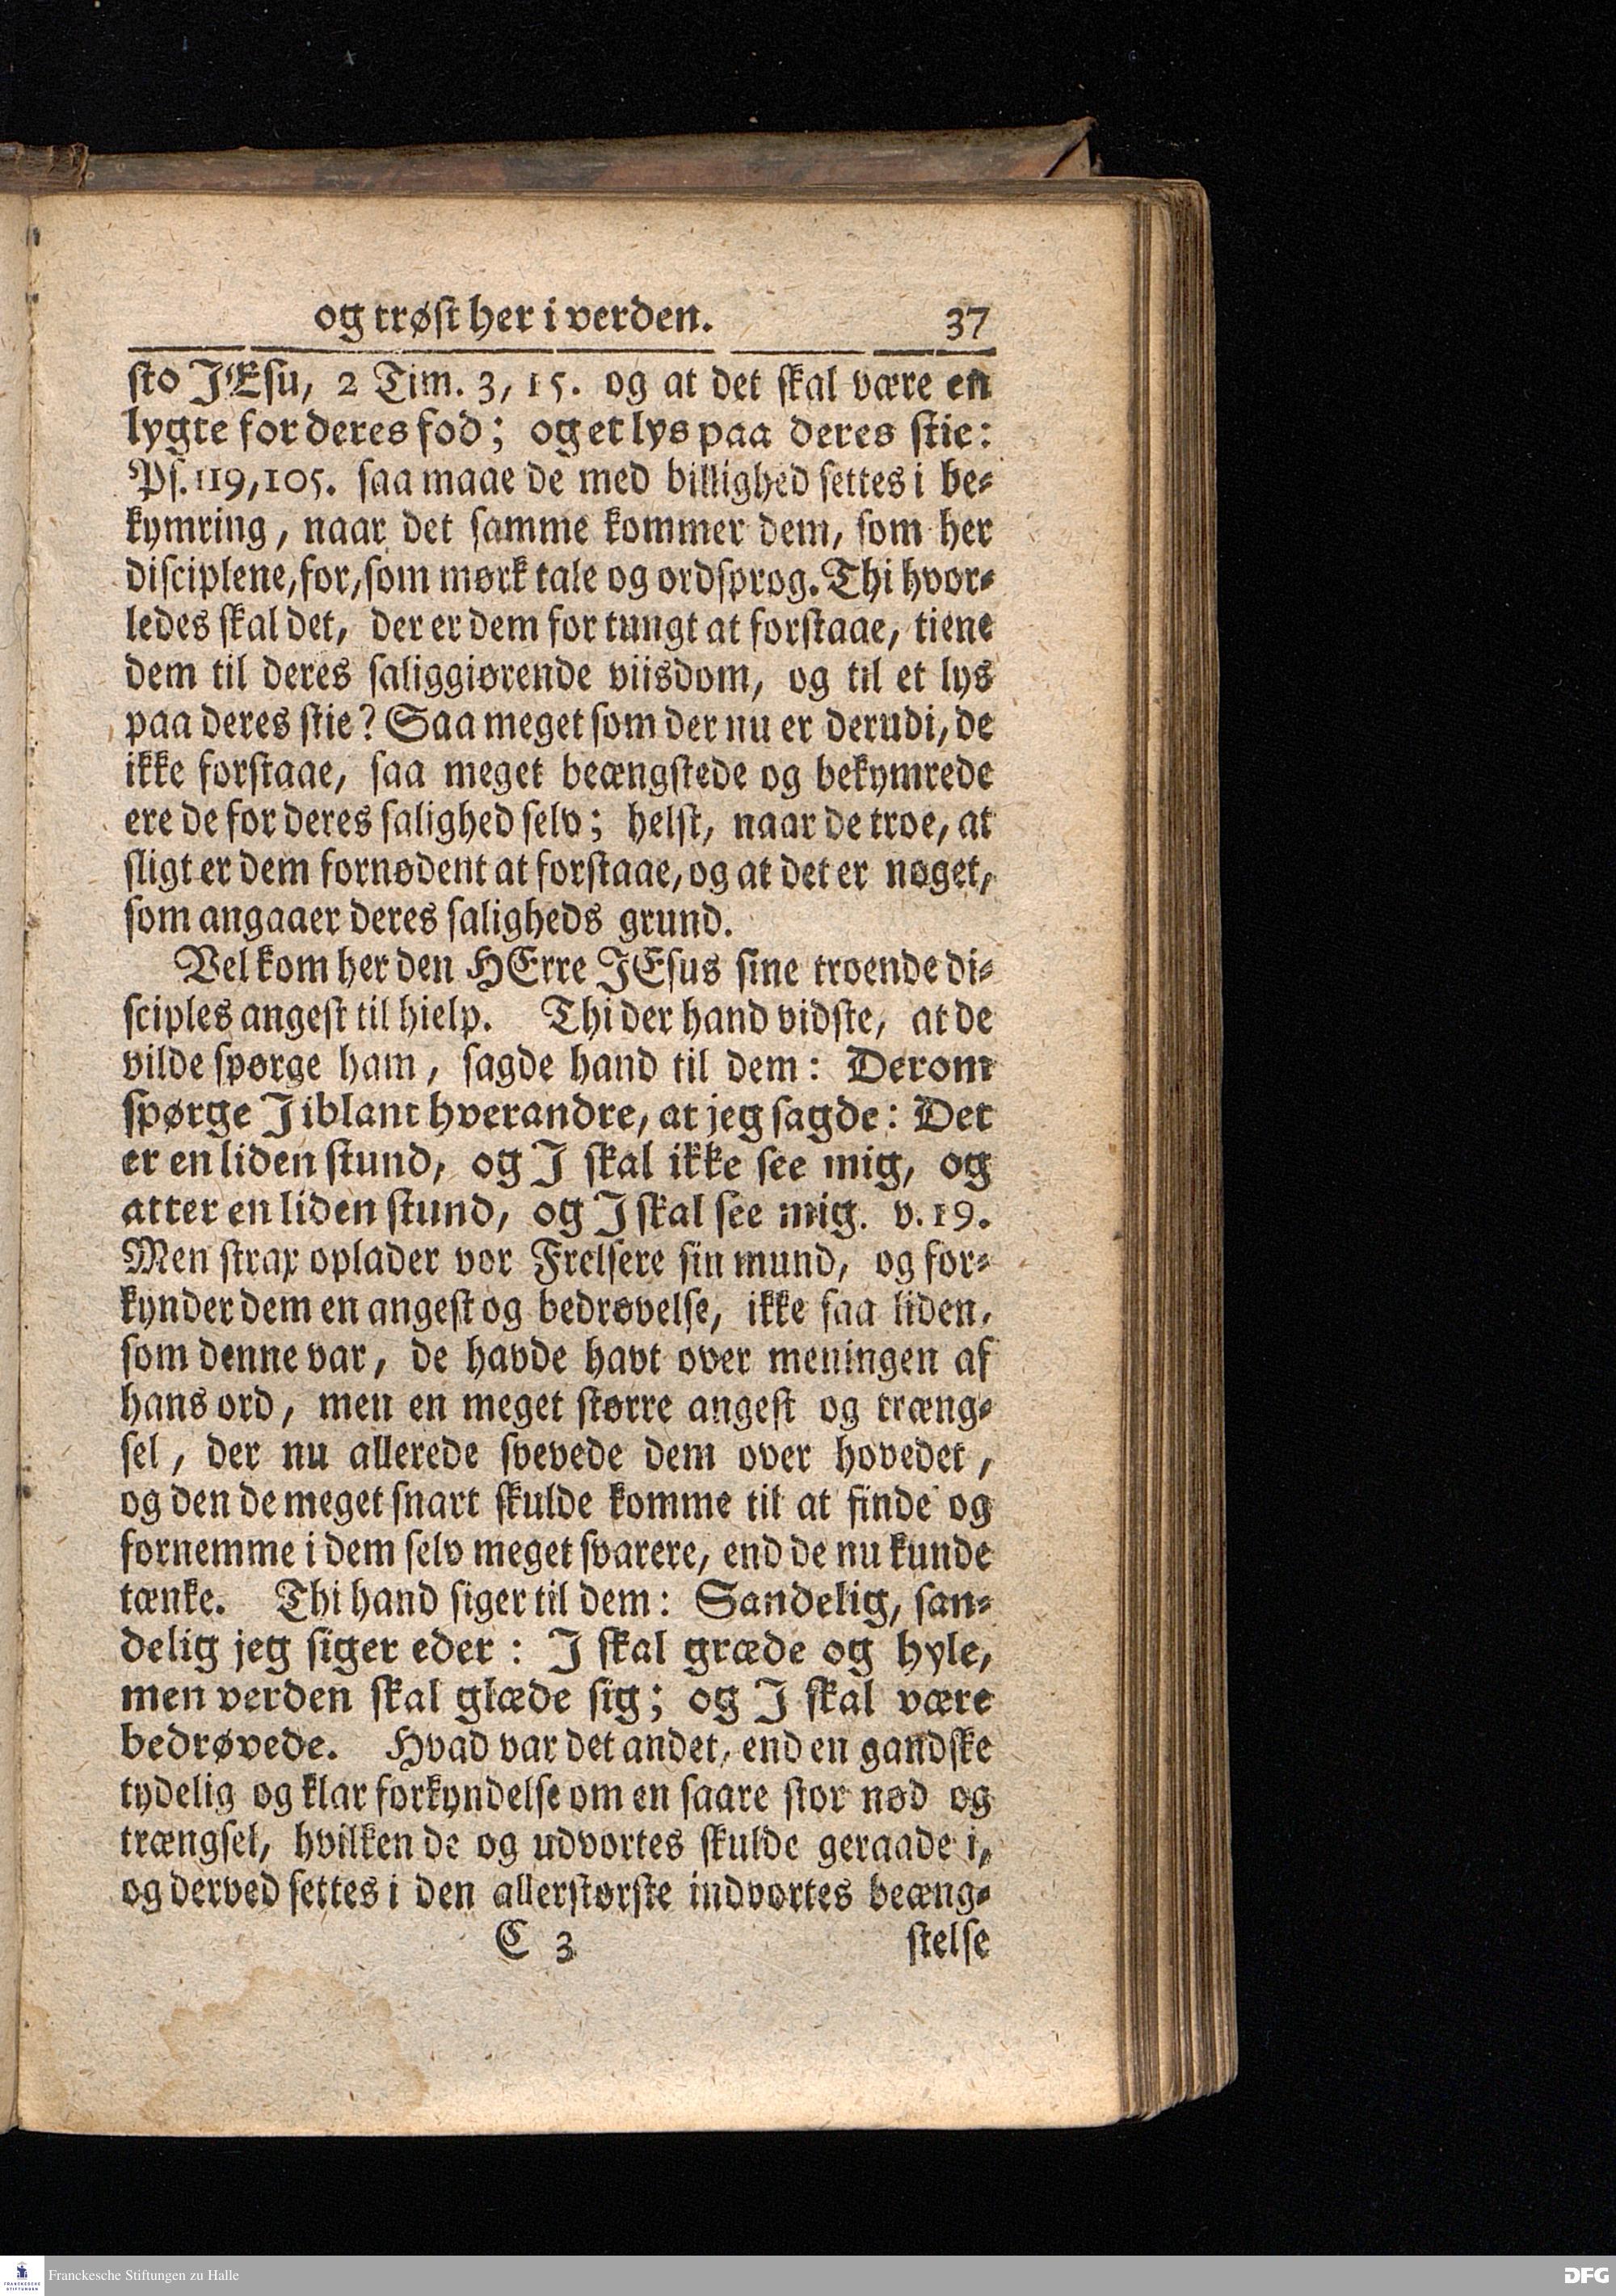 og trøst her i verden. 37
sto JEsu, 2 Tim. 3, 15. og at det skal være en
lygte for deres fod; og et lys paa deres stie:
Ps. 119, 105. saa maae de med billighed settes i be-
kymring, naar det samme kommer dem, som her
disciplene, for, som mørk tale og ordsprog. Thi hvor-
ledes skal det, der er dem for tungt at forstaae, tiene
dem til deres saliggiørende viisdom, og til et lys
paa deres stie? Saa meget som der nu er derudi, de
ikke forstaae, saa meget beængstede og bekymrede
ere de for deres salighed selv; helst, naar de troe, at
sligt er dem fornødent at forstaae, og at det er noget,
som angaaer deres saligheds grund.
Vel kom her den HErre JEsus sine troende di-
sciples angest til hielp. Thi der hand vidste, at de
vilde spørge ham, sagde hand til dem: Derom
spørge J iblant hverandre, at jeg sagde: Det
er en liden stund, og J skal ikke see mig, og
atter en liden stund, og J skal see mig. v. 19.
Men strax oplader vor Frelsere sin mund, og for-
kynder dem en angest og bedrøvelse, ikke saa liden,
som denne var, de havde havt over meningen af
hans ord, men en meget større angest og træng-
sel, der nu allerede svevede dem over hovedet,
og den de meget snart skulde komme til at finde og
fornemme i dem selv meget svarere, end de nu kunde
tænke. Thi hand siger til dem: Sandelig, san-
delig jeg siger eder: J skal græde og hyle,
men verden skal glæde sig; og J skal være
bedrøvede. Hvad var det andet, end en gandske
tydelig og klar forkyndelse om en saare stor nød og
trængsel, hvilken de og udvortes skulde geraade i,
og derved settes i den allerstørste indvortes beæng-
C 3 stelse
Franckesche Stiftungen zu Halle
FRANCKESCHE
STIFTUNGEN
DFG